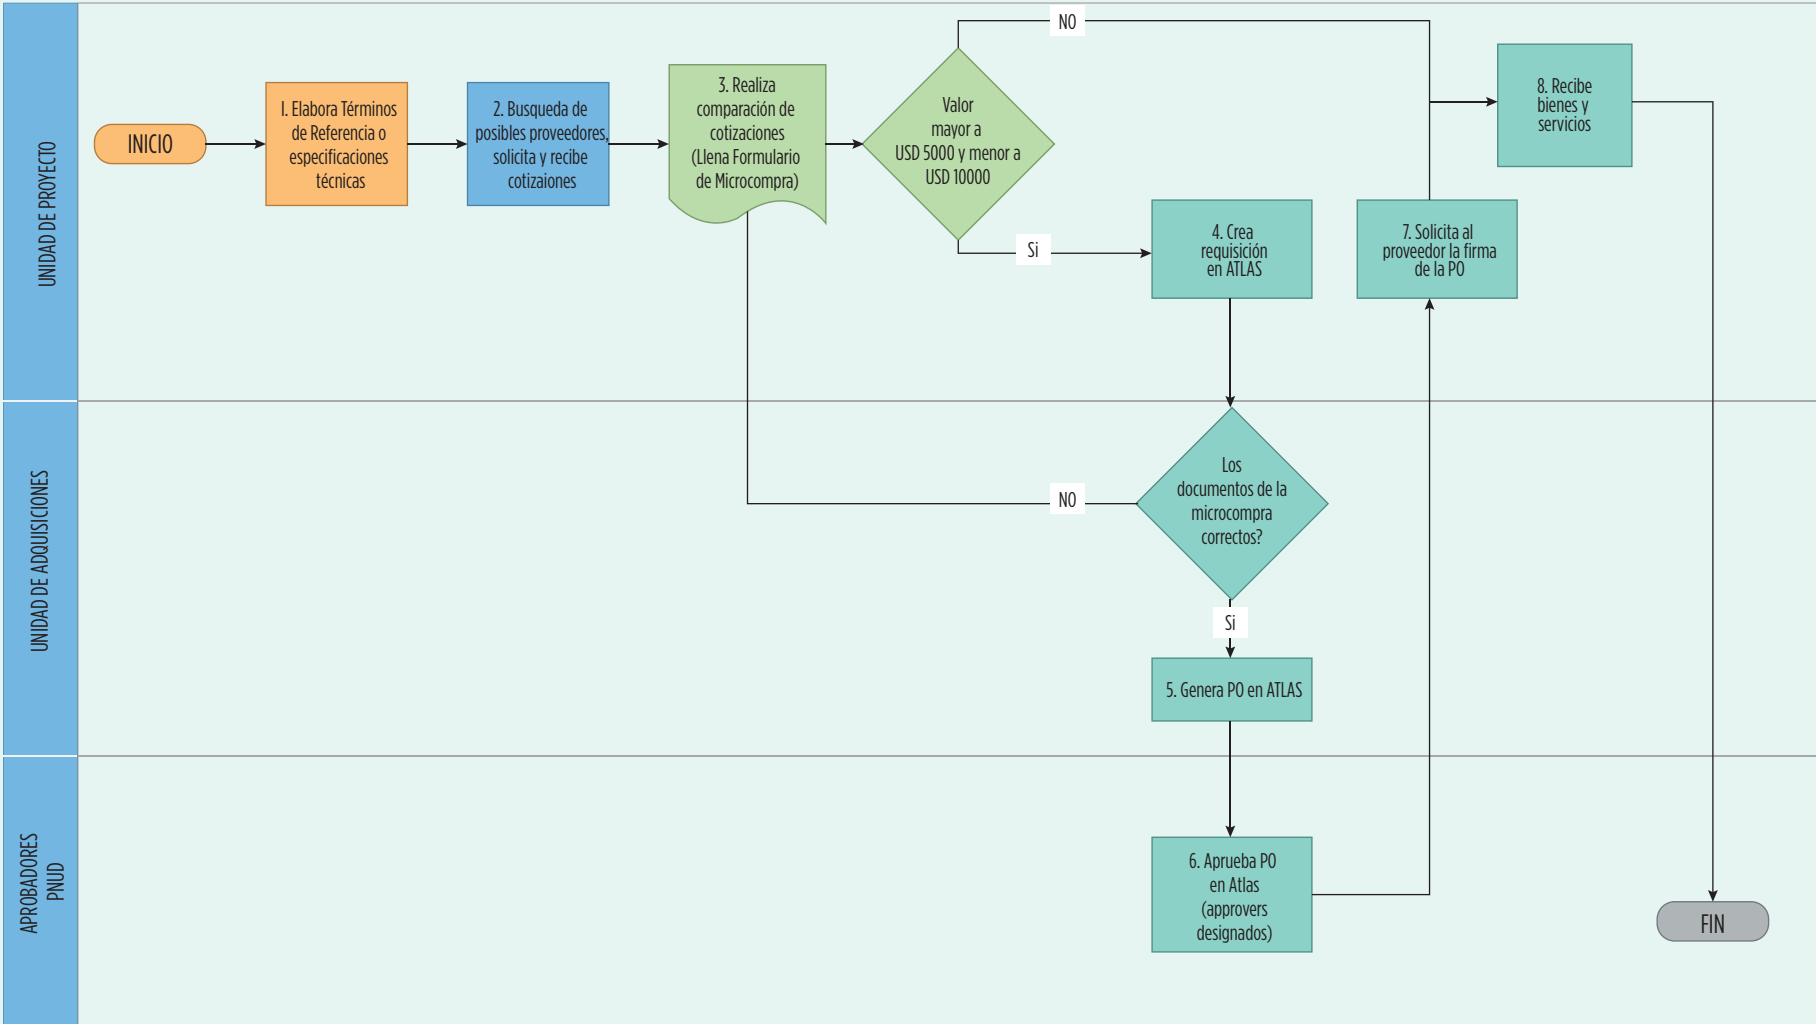 UNIDAD DE PROYECTO
INICIO
1. Elabora Términos
de Referencia o
especificaciones
técnicas
2. Busqueda de
posibles proveedores,
solicita y recibe
cotizaiones
3. Realiza
comparación de
cotizaciones
(Llena Formulario
de Microcompra)
Valor
mayor a
USD 5000 y menor a
USD 10000
NO
Si
4. Crea
requisición
en ATLAS
7. Solicita al
proveedor la firma
de la PO
8. Recibe
bienes y
servicios
UNIDAD DE ADQUISICIONES
Los
documentos de la
microcompra
correctos?
NO
Si
5. Genera PO en ATLAS
APROBADORES
PNUD
6. Aprueba PO
en Atlas
(approvers
designados)
FIN